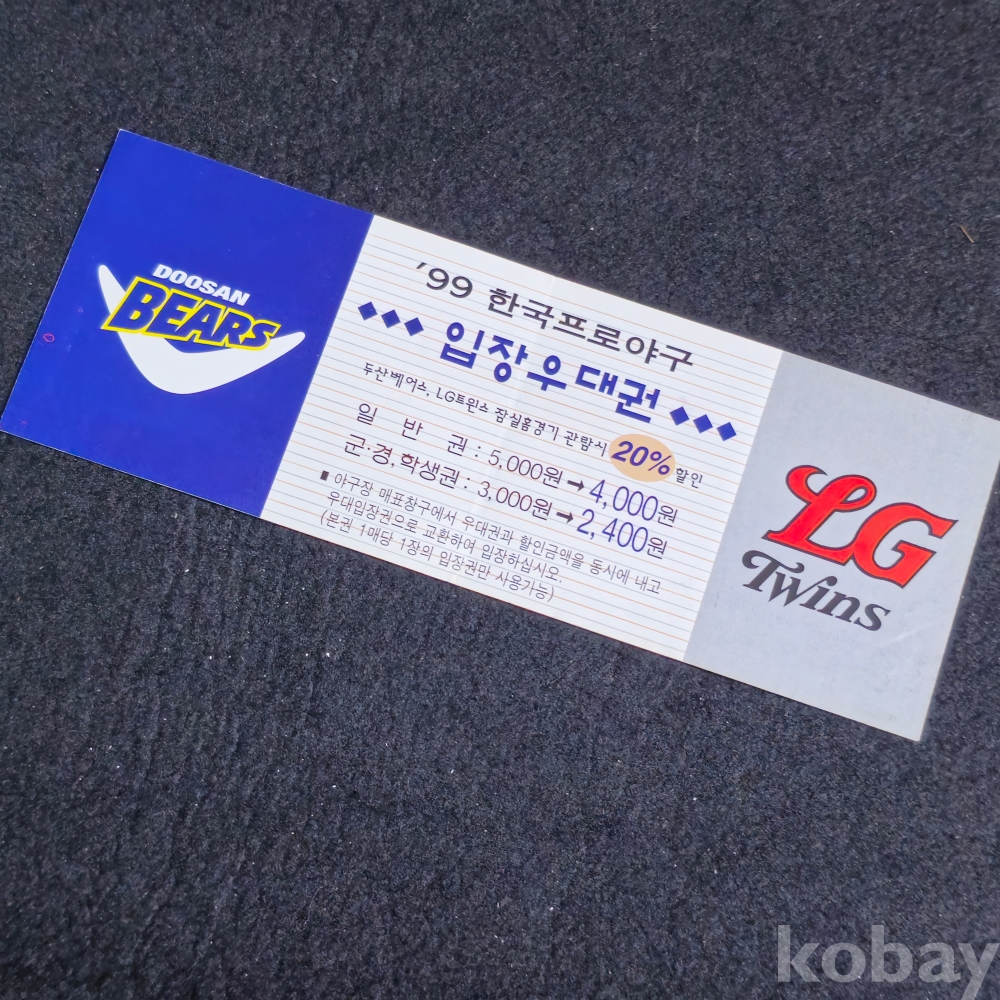 DOOSAN
BEARS
'99 한국프로야구
입장우대권
두산베어스, LG트윈스 잠실홈경기 관람시 20% 할인
일 반 권 : 5,000원 → 4,000원
군·경, 학생권 : 3,000원 → 2,400원
■ 야구장 매표창구에서 우대권과 할인금액을 동시에 내고
우대입장권으로 교환하여 입장하십시오.
(본권 1매당 1장의 입장권만 사용가능)
LG
Twins
kobay